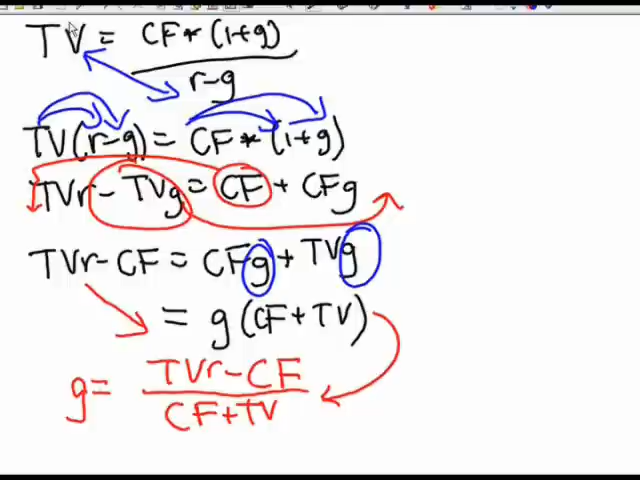 TV = CF * (1+g)
r-g
TV(r-g) = CF * (1+g)
TVr - TVg = CF + CFg
TVr - CF = CFg + TVg
= g(CF + TV)
g = TVr - CF
CF + TV